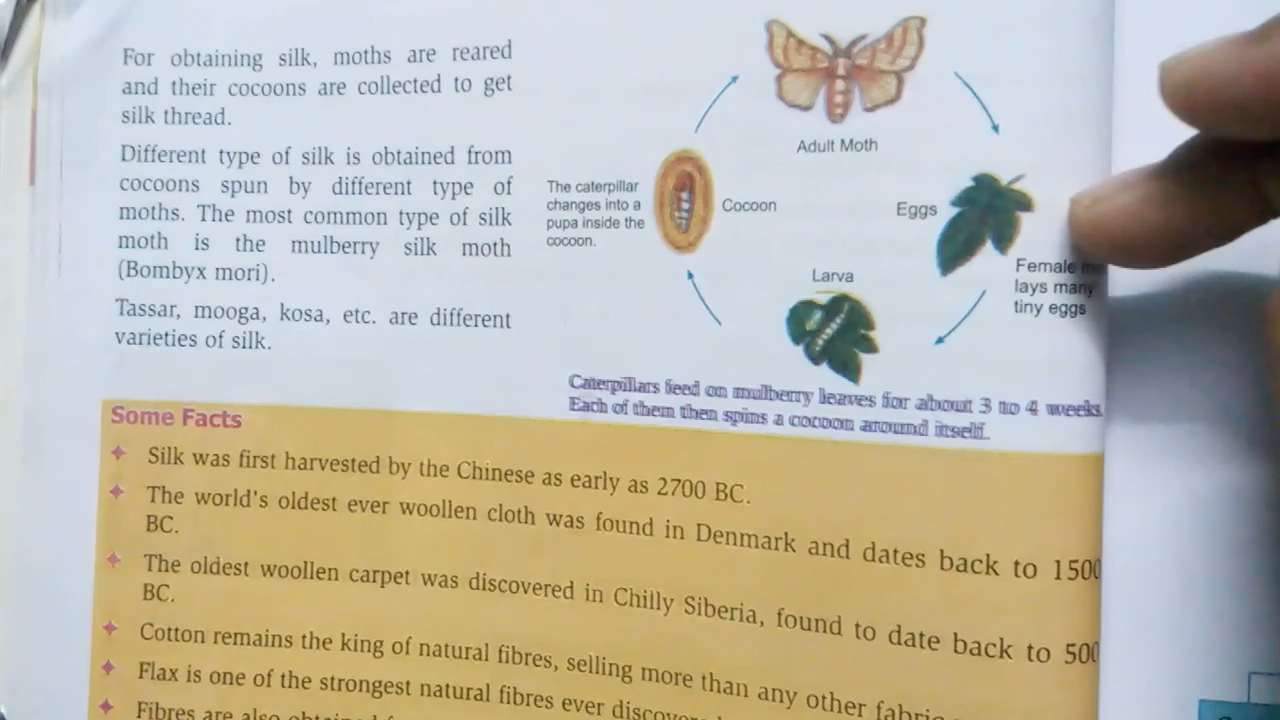 For obtaining silk, moths are reared
and their cocoons are collected to get
silk thread.
Different type of silk is obtained from
cocoons spun by different type of
moths. The most common type of silk
moth is the mulberry silk moth
(Bombyx mori).
Tassar, mooga, kosa, etc. are different
varieties of silk.
Adult Moth
The caterpillar
changes into a
pupa inside the
cocoon.
Cocoon
Eggs
Female
lays many
tiny eggs
Larva
Caterpillars feed on mulberry leaves for about 3 to 4 weeks.
Each of them then spins a cocoon around itself.
Some Facts
Silk was first harvested by the Chinese as early as 2700 BC.
The world's oldest ever woollen cloth was found in Denmark and dates back to 1500
BC.
The oldest woollen carpet was discovered in Chilly Siberia, found to date back to 500
BC.
Cotton remains the king of natural fibres, selling more than any other
Flax is one of the strongest natural fibres ever
Fibres are also